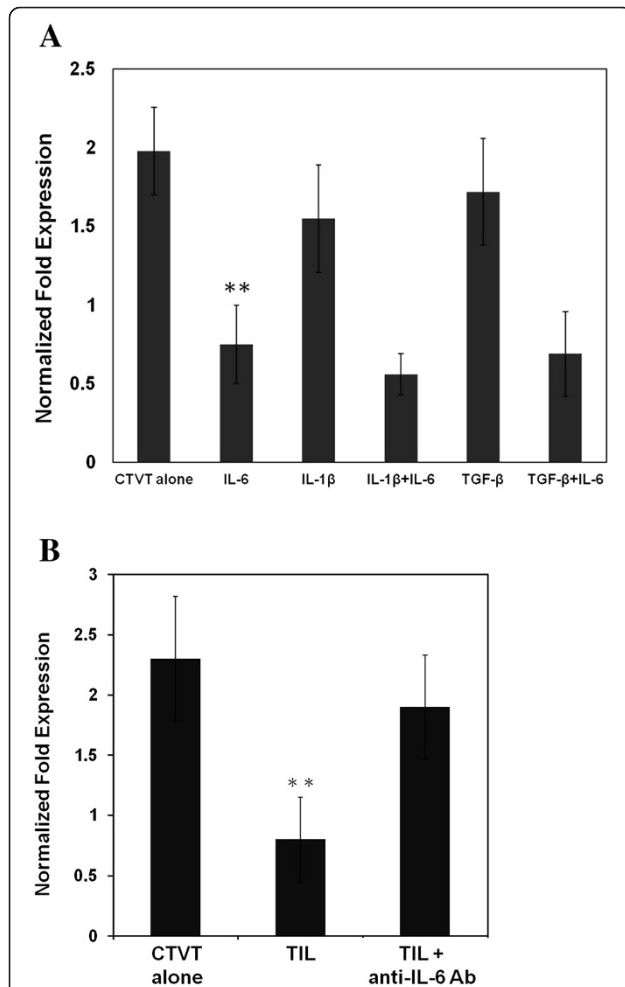 A
Normalized Fold Expression
2.5
2
1.5
1
0.5
0
**
CTVT alone
IL-6
IL-1β
IL-1β+IL-6
TGF-β
TGF-β+IL-6
B
Normalized Fold Expression
3
2.5
2
1.5
1
0.5
0
**
CTVT
alone
TIL
TIL +
anti-IL-6 Ab